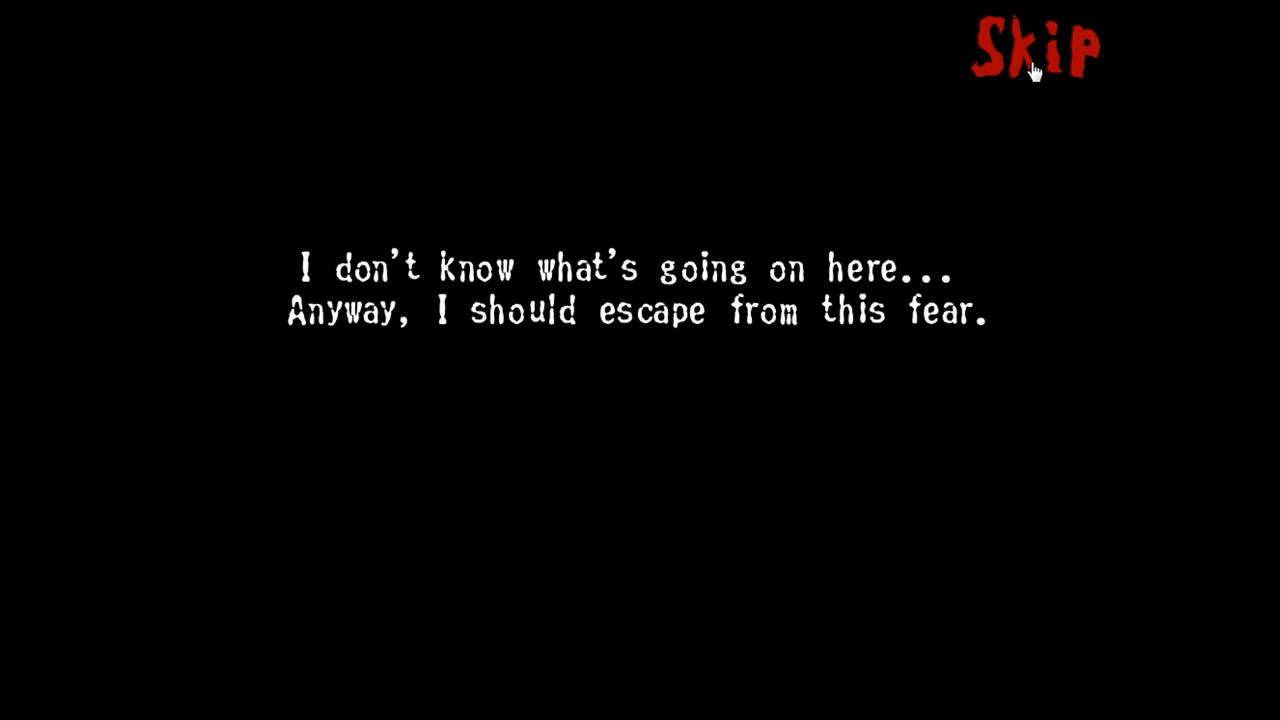 Skip
I don't know what's going on here...
Anyway, I should escape from this fear.